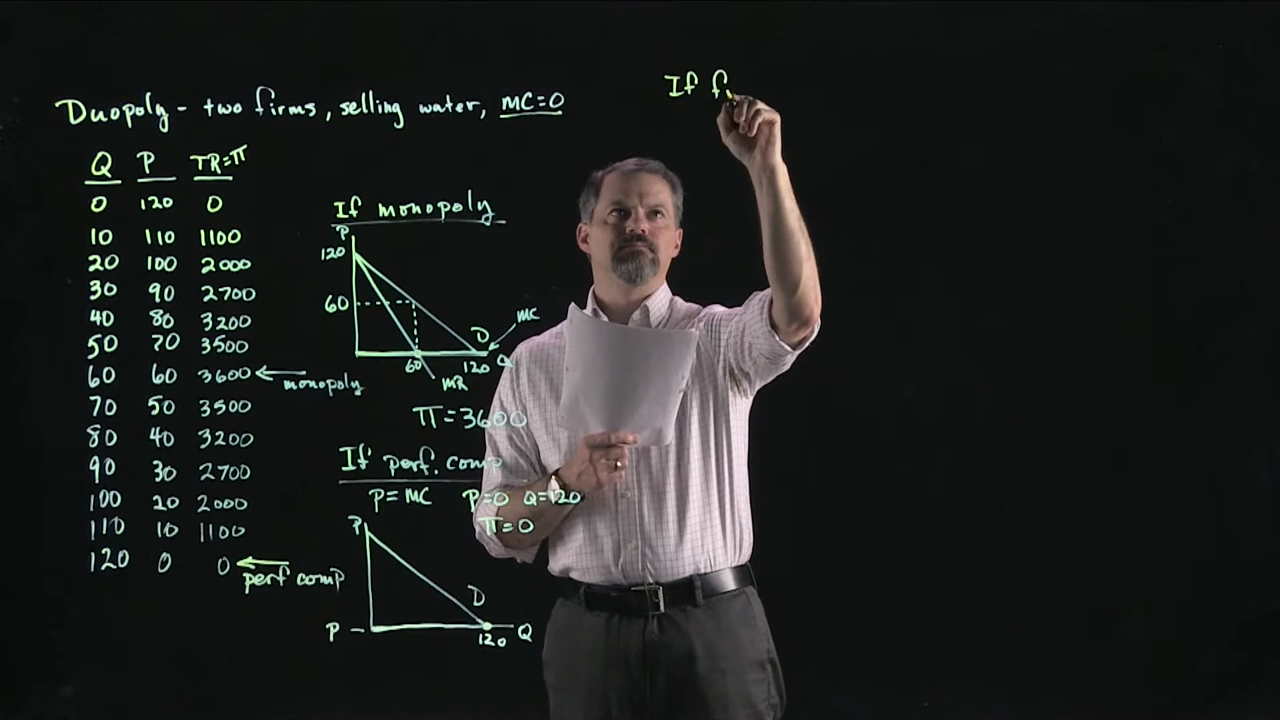 Duopoly - two firms, selling water, MC=0
Q P TR=π
0 120 0
10 110 1100
20 100 2000
30 90 2700
40 80 3200
50 70 3500
60 60 3600 ← monopoly
70 50 3500
80 40 3200
90 30 2700
100 20 2000
110 10 1100
120 0 0 ← perf comp
If monopoly
P
120
60
D
MC
60 120 Q
MR
π=3600
If perf. comp
P=MC P=0 Q=120
π=0
P
D
P
120 Q
If f